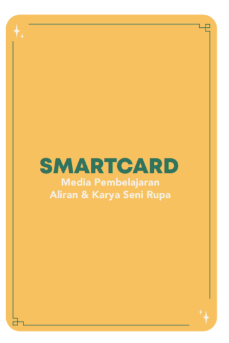 SMARTCARD
Media Pembelajaran
Aliran & Karya Seni Rupa